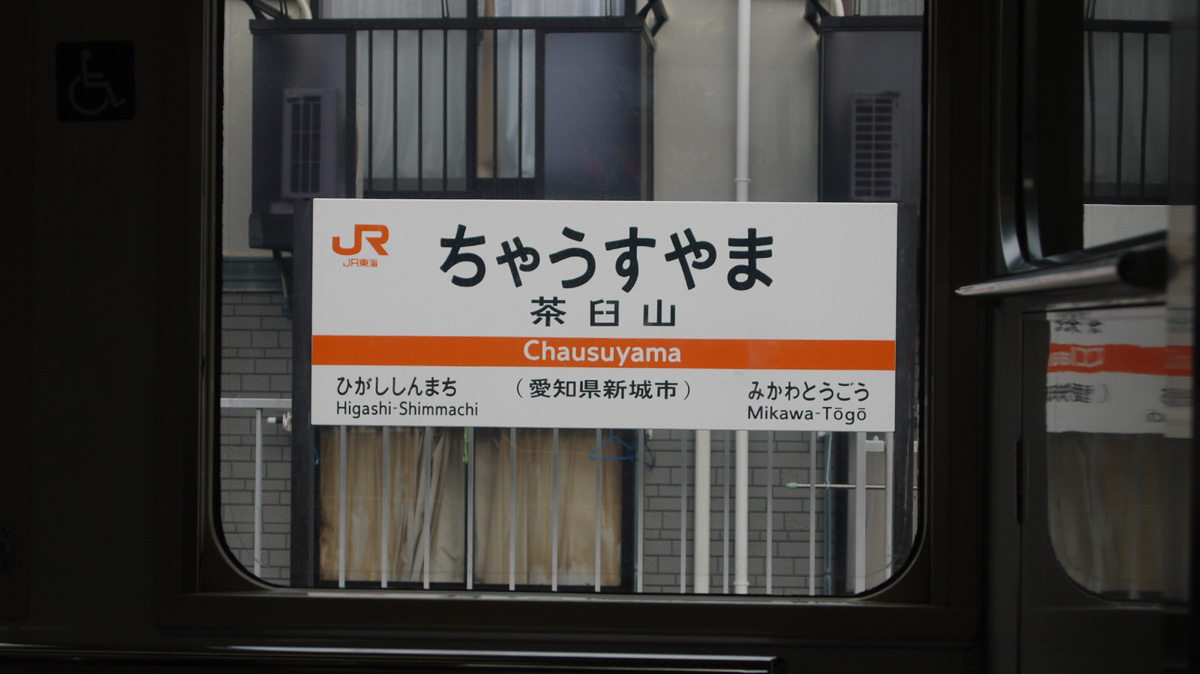 JR
JR東海
ちゃうすやま
茶臼山
Chausuyama
ひがししんまち
Higashi-Shimmachi
（愛知県新城市）
みかわとうごう
Mikawa-Tōgō